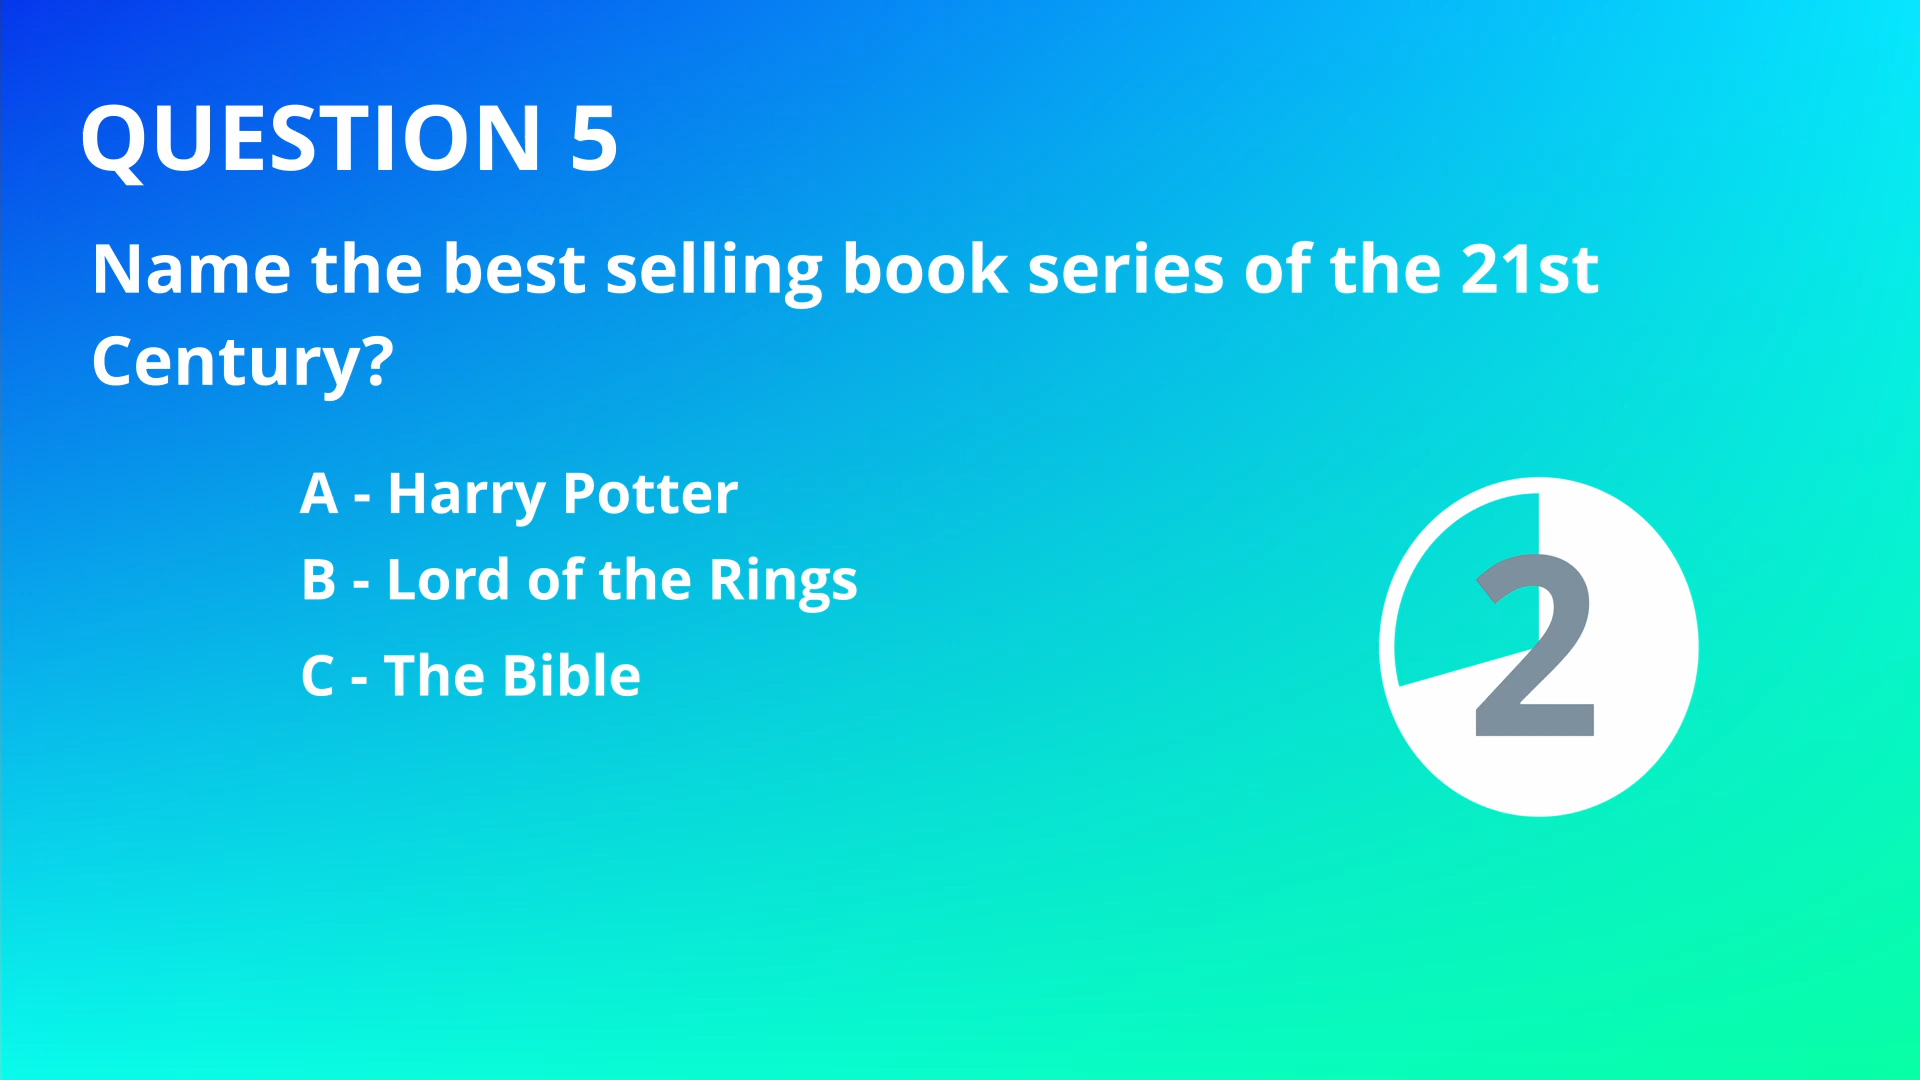 QUESTION 5
Name the best selling book series of the 21st
Century?
A - Harry Potter
B - Lord of the Rings
C - The Bible
2